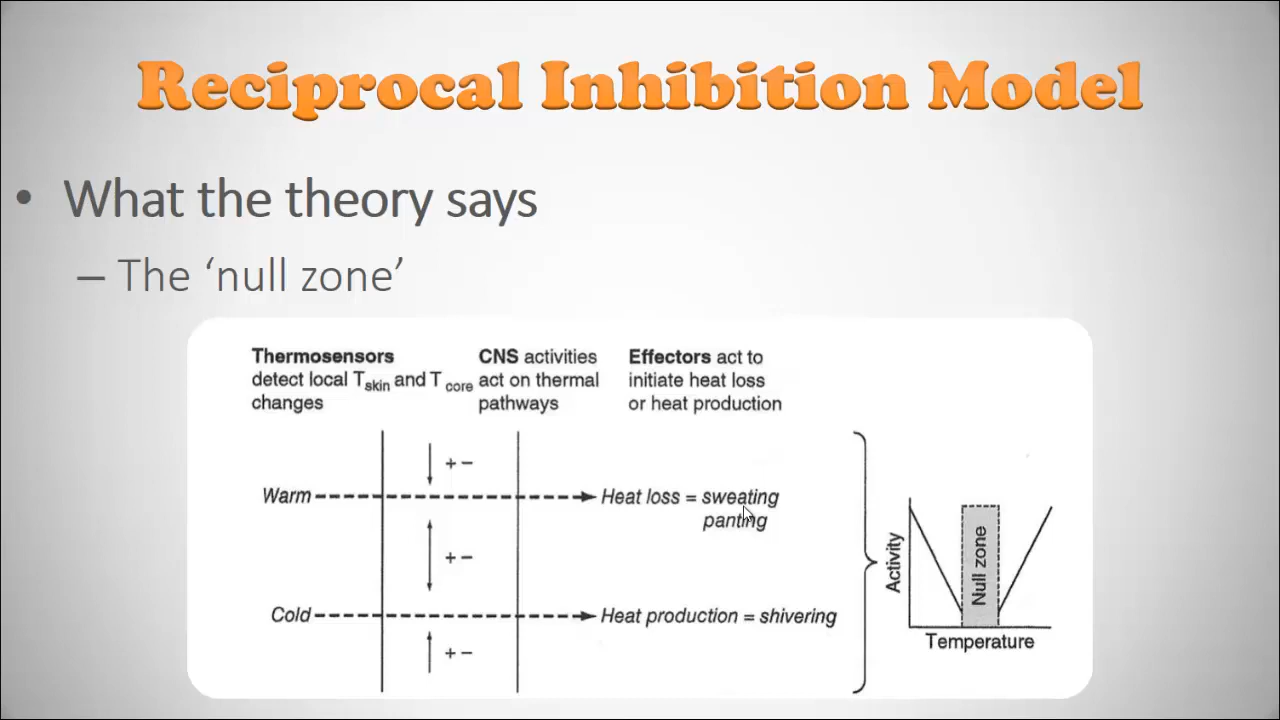 Reciprocal Inhibition Model
• What the theory says
– The ‘null zone’
Thermosensors
detect local Tskin and T core
changes
CNS activities
act on thermal
pathways
Effectors act to
initiate heat loss
or heat production
+ −
Warm
Heat loss = sweating
panting
+ −
Cold
Heat production = shivering
+ −
Activity
Null zone
Temperature